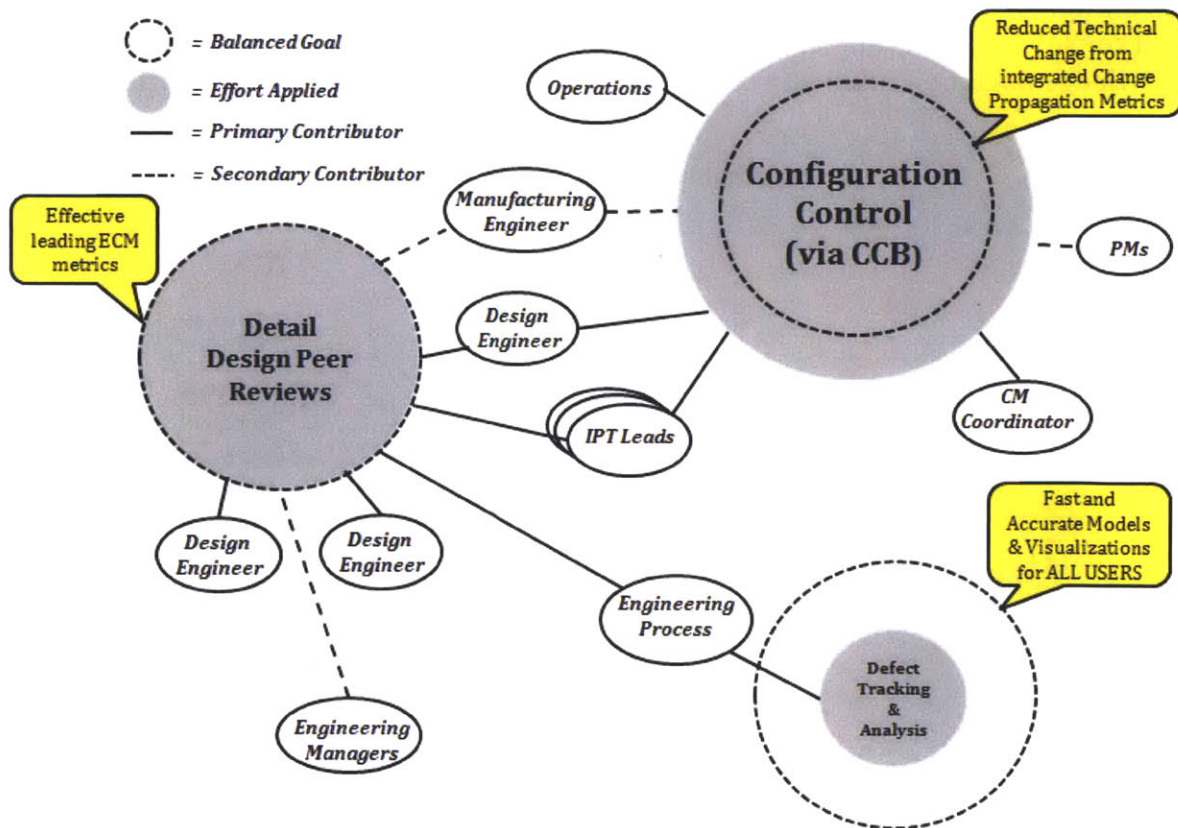 = Balanced Goal
= Effort Applied
= Primary Contributor
= Secondary Contributor
Reduced Technical
Change from
integrated Change
Propagation Metrics
Operations
Configuration
Control
(via CCB)
Manufacturing
Engineer
PMs
Effective
leading ECM
metrics
Detail
Design Peer
Reviews
Design
Engineer
IPT Leads
CM
Coordinator
Design
Engineer
Design
Engineer
Fast and
Accurate Models
& Visualizations
for ALL USERS
Engineering
Process
Defect
Tracking
&
Analysis
Engineering
Managers